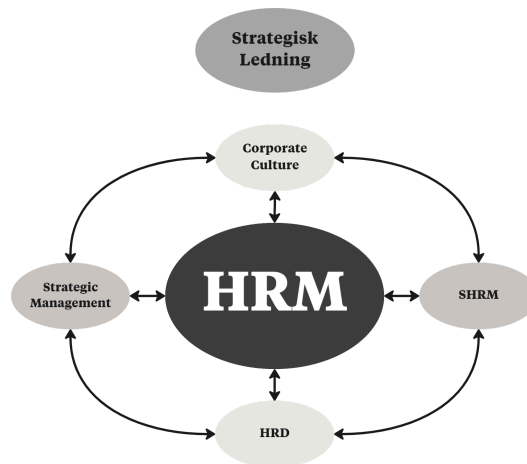 Strategisk
Ledning
Corporate
Culture
Strategic
Management
HRM
SHRM
HRD